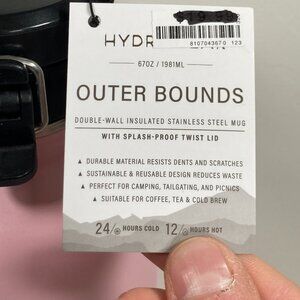 HYDR
810704367 0 123
67OZ / 1981ML
OUTER BOUNDS
DOUBLE-WALL INSULATED STAINLESS STEEL MUG
WITH SPLASH-PROOF TWIST LID
▲ DURABLE MATERIAL RESISTS DENTS AND SCRATCHES
▲ SUSTAINABLE & REUSABLE DESIGN REDUCES WASTE
▲ PERFECT FOR CAMPING, TAILGATING, AND PICNICS
▲ SUITABLE FOR COFFEE, TEA & COLD BREW
24/ HOURS COLD 12/ HOURS HOT